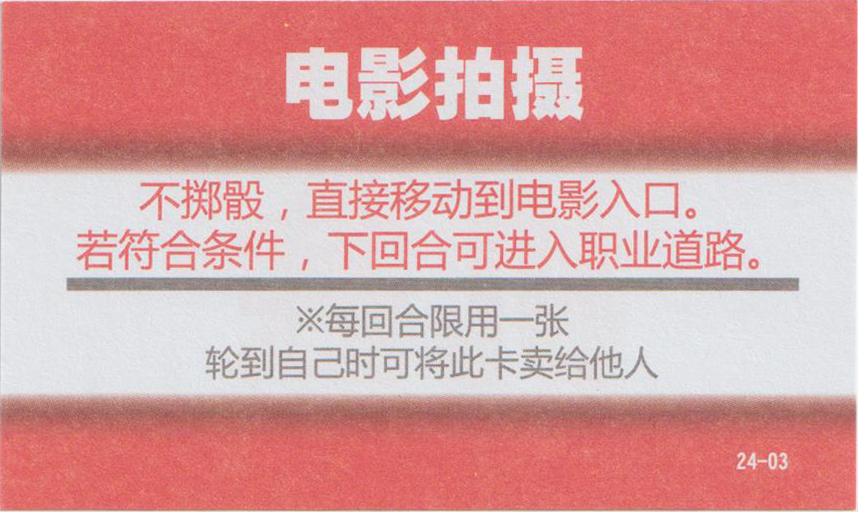 电影拍摄
不掷骰，直接移动到电影入口。
若符合条件，下回合可进入职业道路。
※每回合限用一张
轮到自己时可将此卡卖给他人
24-03